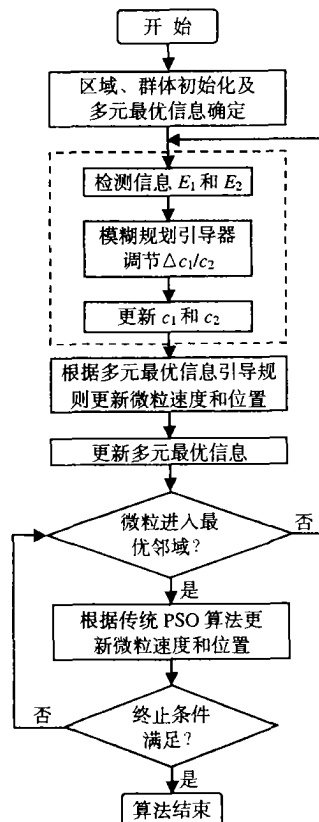 开 始
区域、群体初始化及
多元最优信息确定
检测信息 E₁ 和 E₂
模糊规划引导器
调节△c₁/c₂
更新 c₁ 和 c₂
根据多元最优信息引导规
则更新微粒速度和位置
更新多元最优信息
微粒进入最
优邻域？
否
是
根据传统 PSO 算法更
新微粒速度和位置
否
终止条件
满足？
是
算法结束